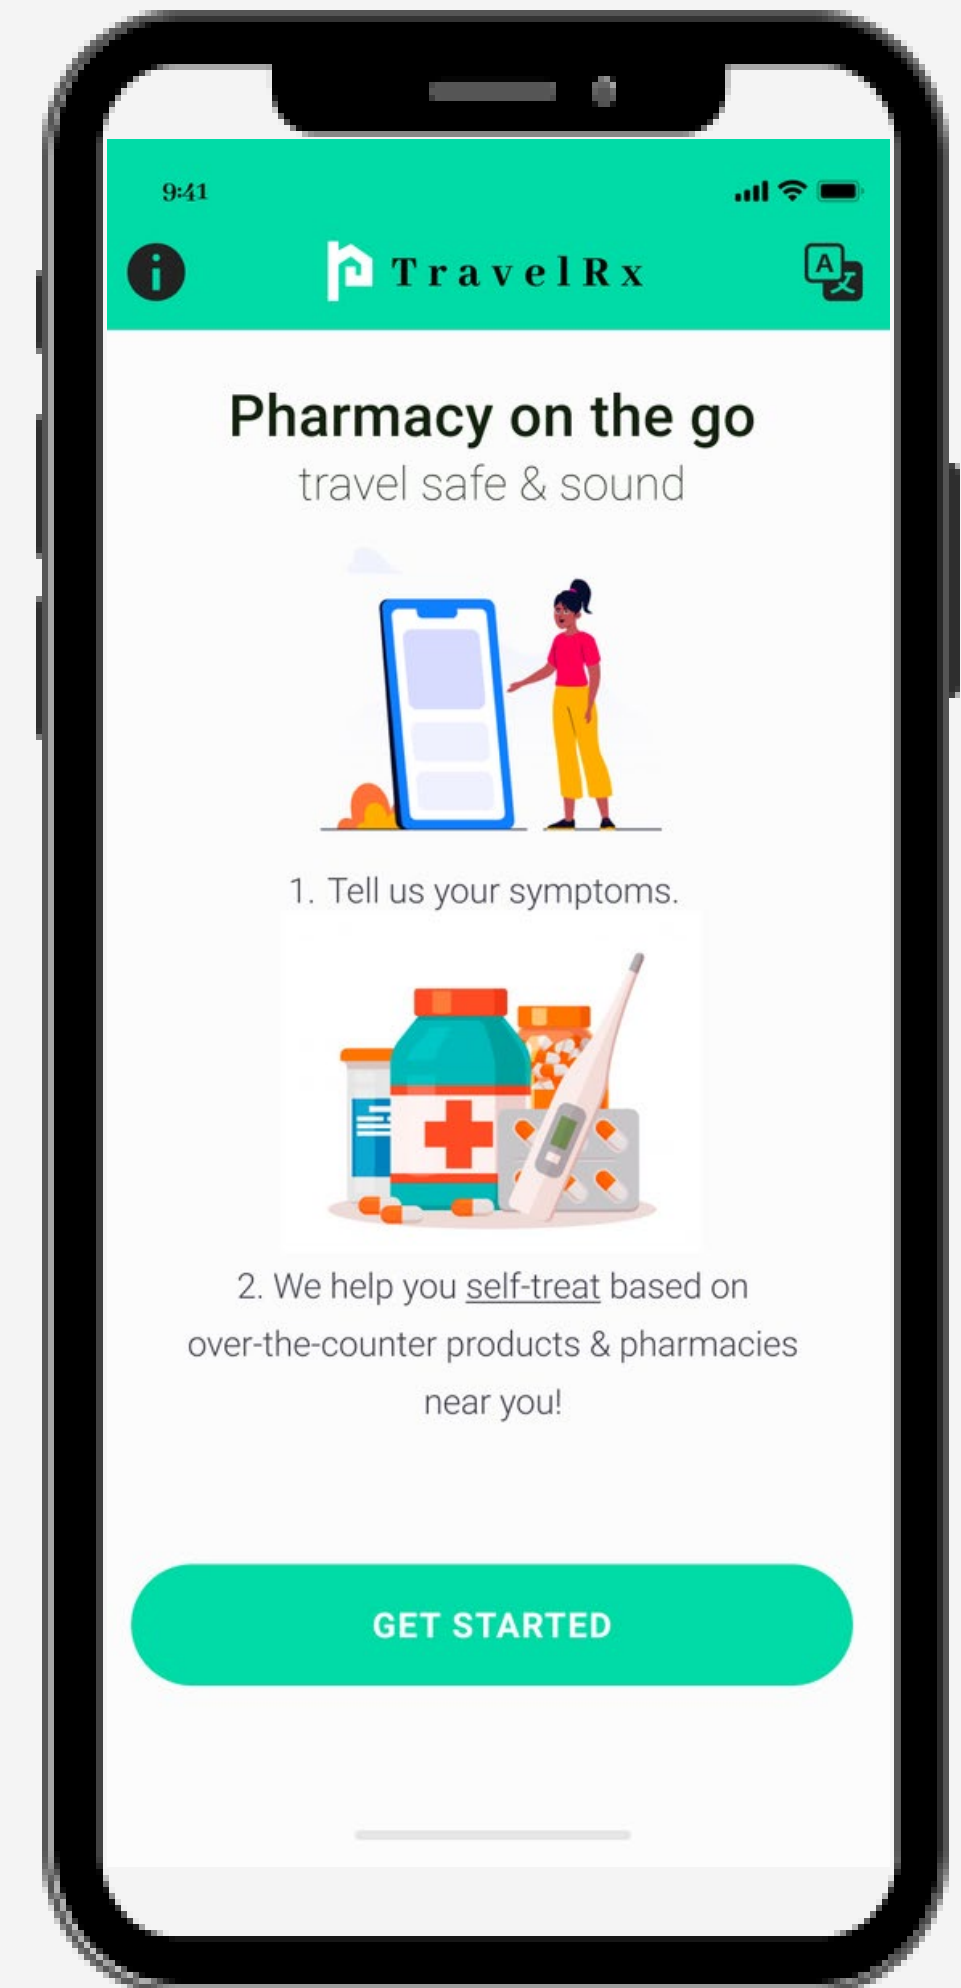 9:41
TravelRx
Pharmacy on the go
travel safe & sound
1. Tell us your symptoms.
2. We help you self-treat based on
over-the-counter products & pharmacies
near you!
GET STARTED